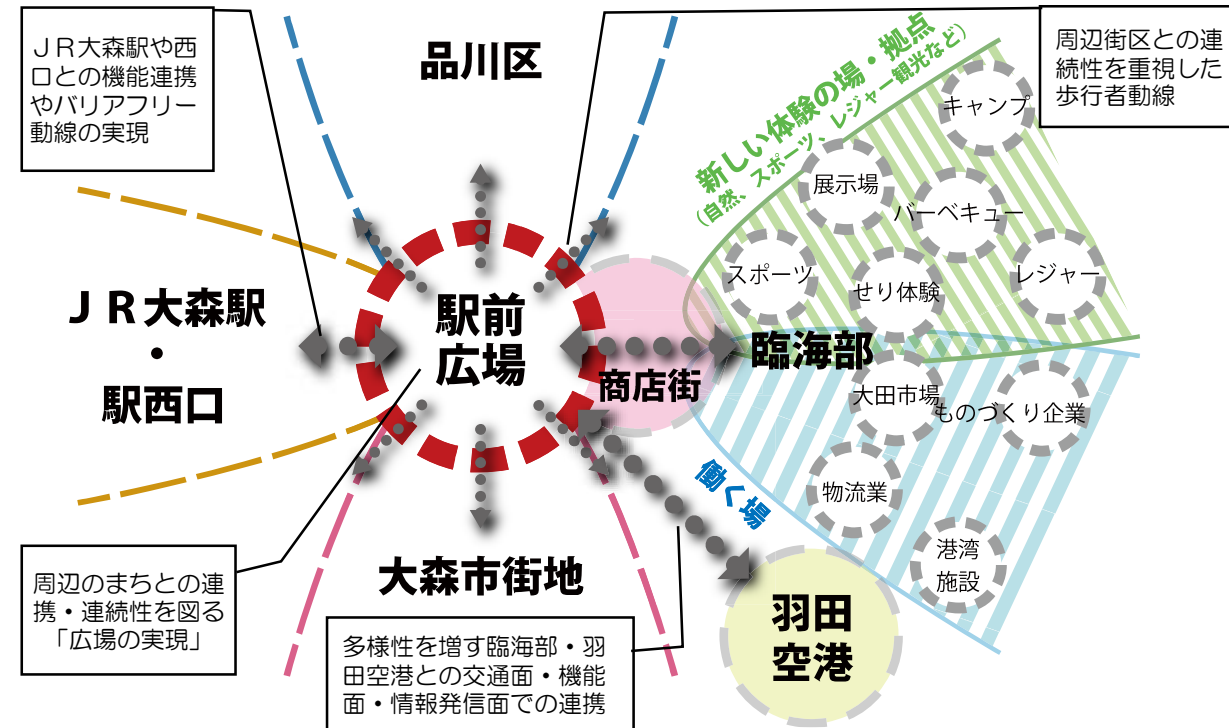 ＪＲ大森駅や西
口との機能連携
やバリアフリー
動線の実現
品川区
周辺街区との連
続性を重視した
歩行者動線
新しい体験の場・拠点
（自然、スポーツ、レジャー観光など）
キャンプ
展示場
バーベキュー
スポーツ
せり体験
レジャー
ＪＲ大森駅
・
駅西口
駅前
広場
商店街
臨海部
大田市場
ものづくり企業
働く場
物流業
港湾
施設
周辺のまちとの連
携・連続性を図る
「広場の実現」
大森市街地
多様性を増す臨海部・羽
田空港との交通面・機能
面・情報発信面での連携
羽田
空港